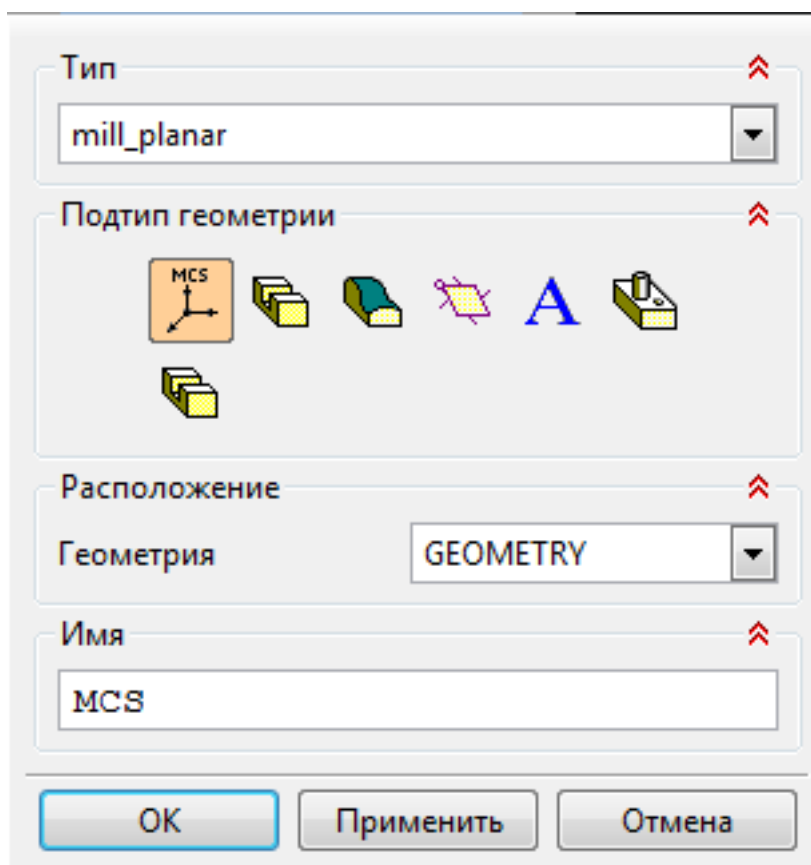 Тип
mill_planar
Подтип геометрии
MCS
A
Расположение
Геометрия GEOMETRY
Имя
MCS
OK Применить Отмена